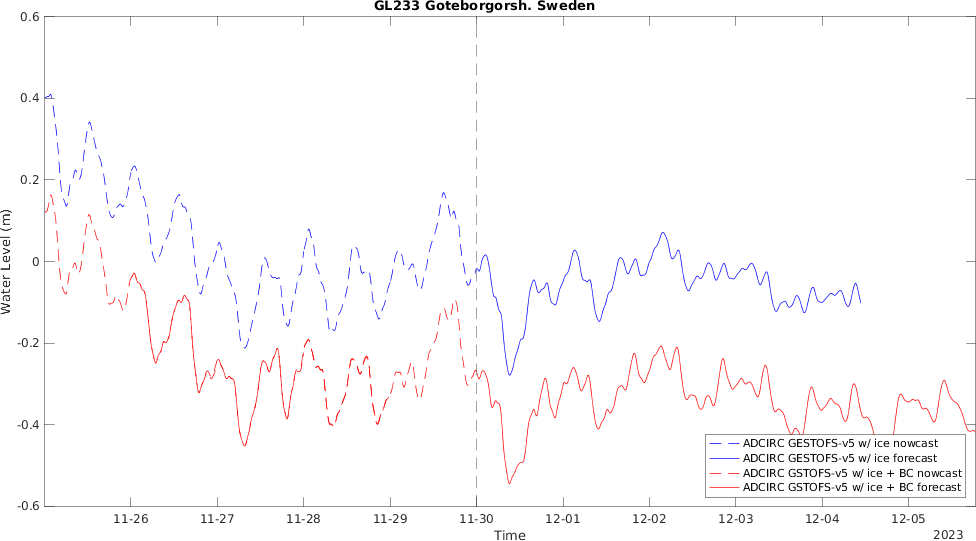 GL233 Goteborgorsh. Sweden
0.6
0.4
0.2
0
-0.2
-0.4
-0.6
Water Level (m)
ADCIRC GESTOFS-v5 w/ ice nowcast
ADCIRC GESTOFS-v5 w/ ice forecast
ADCIRC GSTOFS-v5 w/ ice + BC nowcast
ADCIRC GSTOFS-v5 w/ ice + BC forecast
11-26 11-27 11-28 11-29 11-30 12-01 12-02 12-03 12-04 12-05
Time
2023